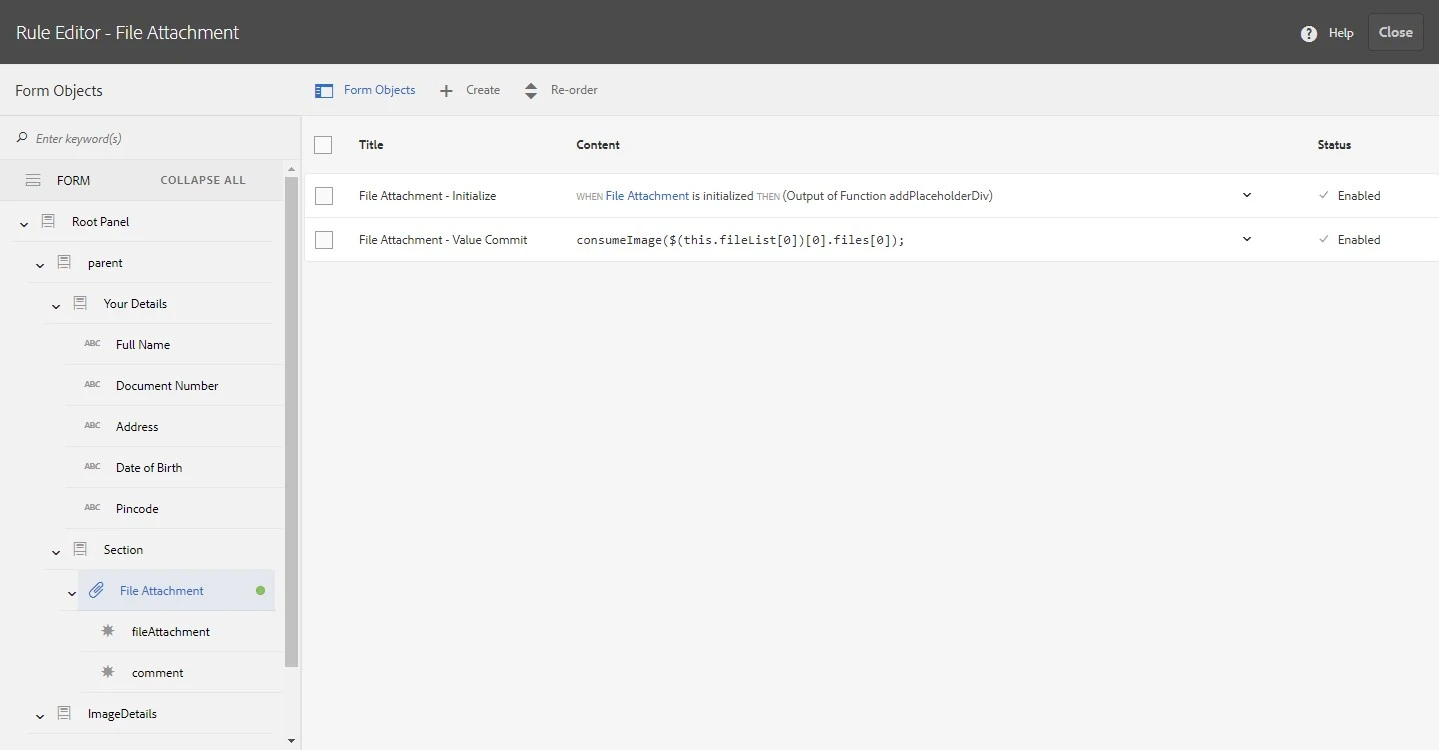 Rule Editor - File Attachment
? Help Close
Form Objects
Form Objects Create Re-order
Enter keyword(s)
FORM COLLAPSE ALL
Root Panel
parent
Your Details
ABC Full Name
ABC Document Number
ABC Address
ABC Date of Birth
ABC Pincode
Section
File Attachment
fileAttachment
comment
ImageDetails
Title Content Status
File Attachment - Initialize WHEN File Attachment is initialized THEN (Output of Function addPlaceholderDiv) Enabled
File Attachment - Value Commit consumeImage($(this.fileList[0])[0].files[0]); Enabled